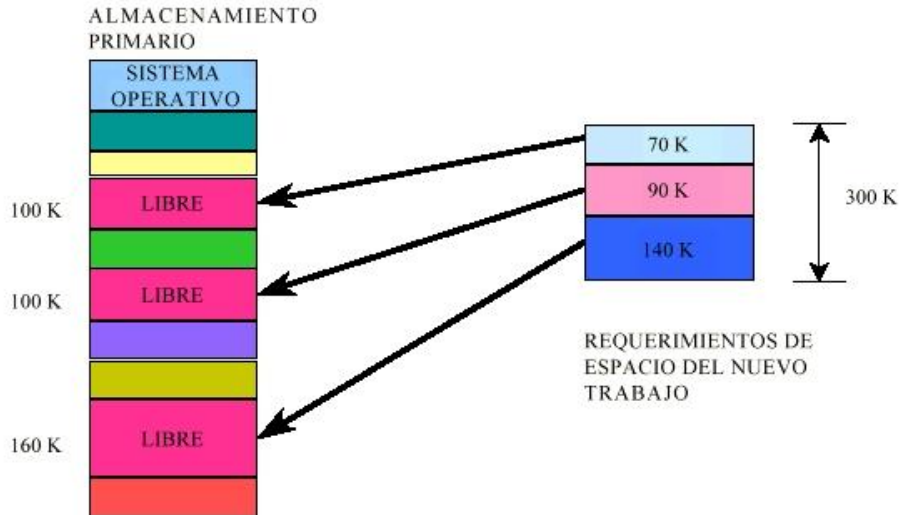 ALMACENAMIENTO
PRIMARIO
SISTEMA
OPERATIVO
100 K
LIBRE
100 K
LIBRE
160 K
LIBRE
70 K
90 K
140 K
300 K
REQUERIMIENTOS DE
ESPACIO DEL NUEVO
TRABAJO